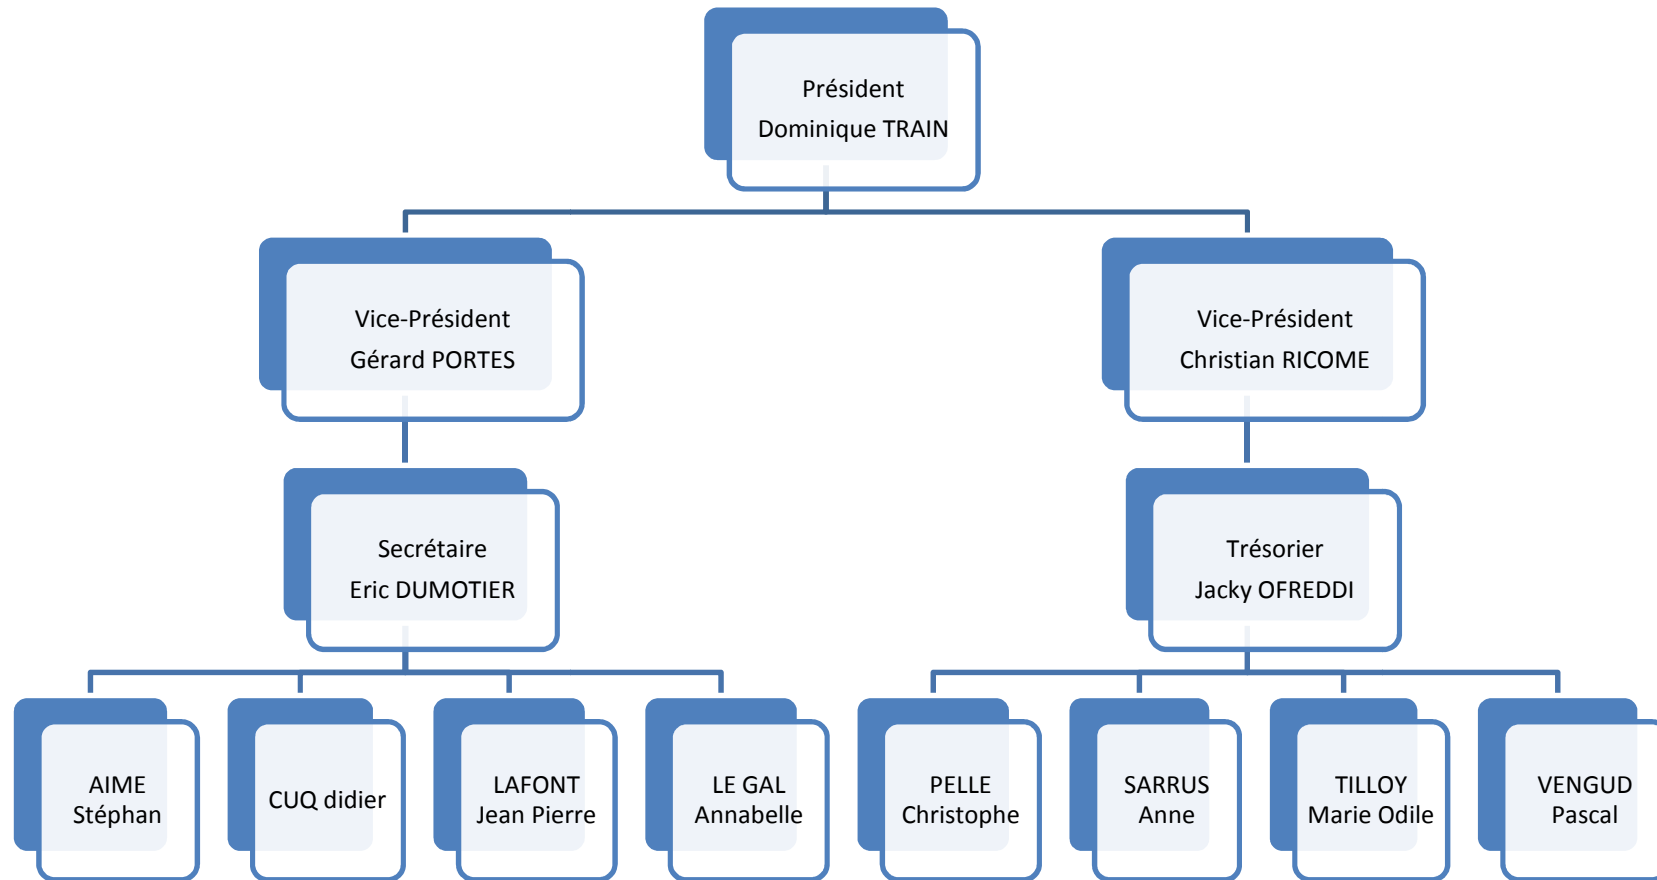 Président
Dominique TRAIN
Vice-Président
Gérard PORTES
Vice-Président
Christian RICOME
Secrétaire
Eric DUMOTIER
Trésorier
Jacky OFREDDI
AIME
Stéphan
CUQ didier
LAFONT
Jean Pierre
LE GAL
Annabelle
PELLE
Christophe
SARRUS
Anne
TILLOY
Marie Odile
VENGUD
Pascal